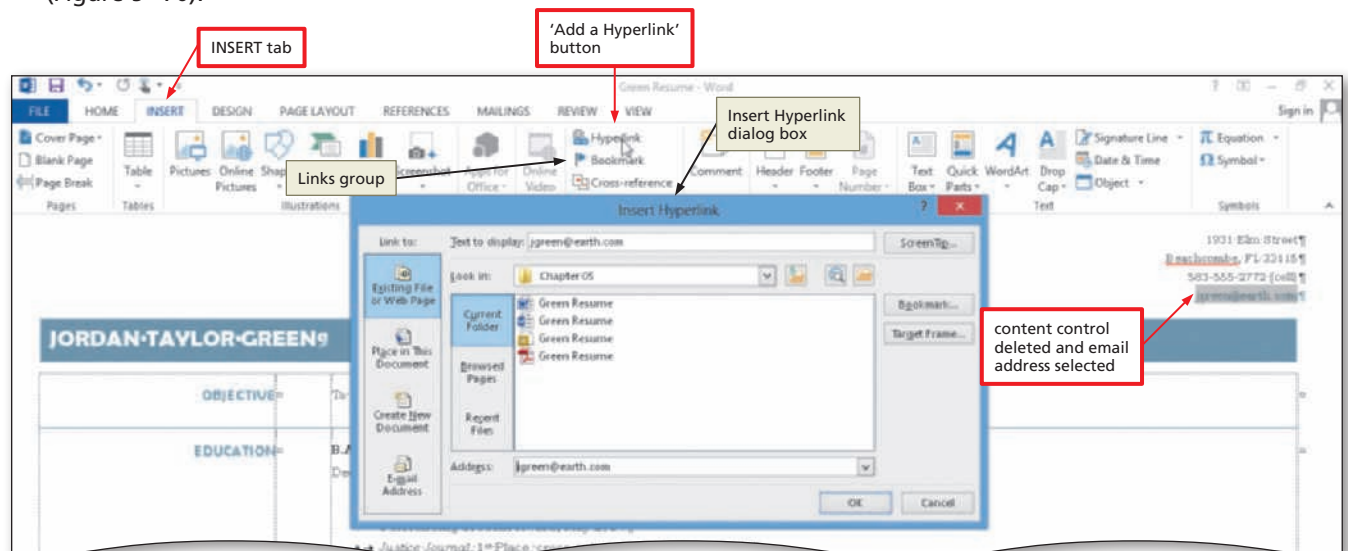 (Figure 5–76).
INSERT tab
'Add a Hyperlink'
button
Green Resume - Word
FILE HOME INSERT DESIGN PAGE LAYOUT REFERENCES MAILINGS REVIEW VIEW
Sign in
Insert Hyperlink
dialog box
Links group
Cover Page
Blank Page
Page Break
Pages
Table
Tables
Pictures
Online
Pictures
Screenshot
Illustrations
Apps for
Office
Online
Video
Hyperlink
Bookmark
Cross-reference
Comment
Header
Footer
Page
Number
Text
Box
Quick
Parts
WordArt
Drop
Cap
Signature Line
Date & Time
Object
Text
Equation
Symbol
Symbols
Insert Hyperlink
Link to:
Text to display: jgreen@earth.com
ScreenTip...
Existing File
or Web Page
Look in: Chapter 05
Current
Folder
Green Resume
Green Resume
Green Resume
Green Resume
Bookmark...
Target Frame...
Place in This
Document
Browsed
Pages
Create New
Document
Recent
Files
E-mail
Address
Address: jgreen@earth.com
OK
Cancel
1931·Elm·Street¶
33115¶
583-555-2772·(cell)¶
jgreen@earth.com¶
content control
deleted and email
address selected
JORDAN·TAYLOR·GREEN¶
OBJECTIVE
EDUCATION
B.A
Justice·Journal,·1st·Place,